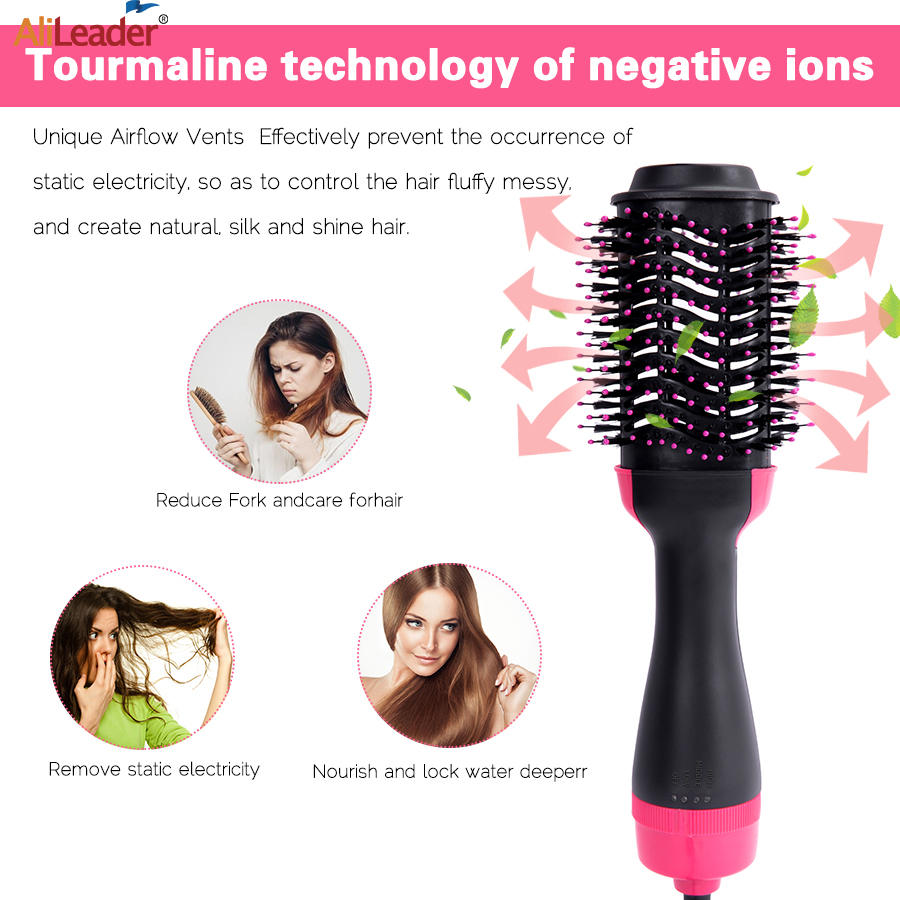 AliLeader®
Tourmaline technology of negative ions
Unique Airflow Vents Effectively prevent the occurrence of
static electricity, so as to control the hair fluffy messy,
and create natural, silk and shine hair.
Reduce Fork andcare forhair
Remove static electricity
Nourish and lock water deeperr